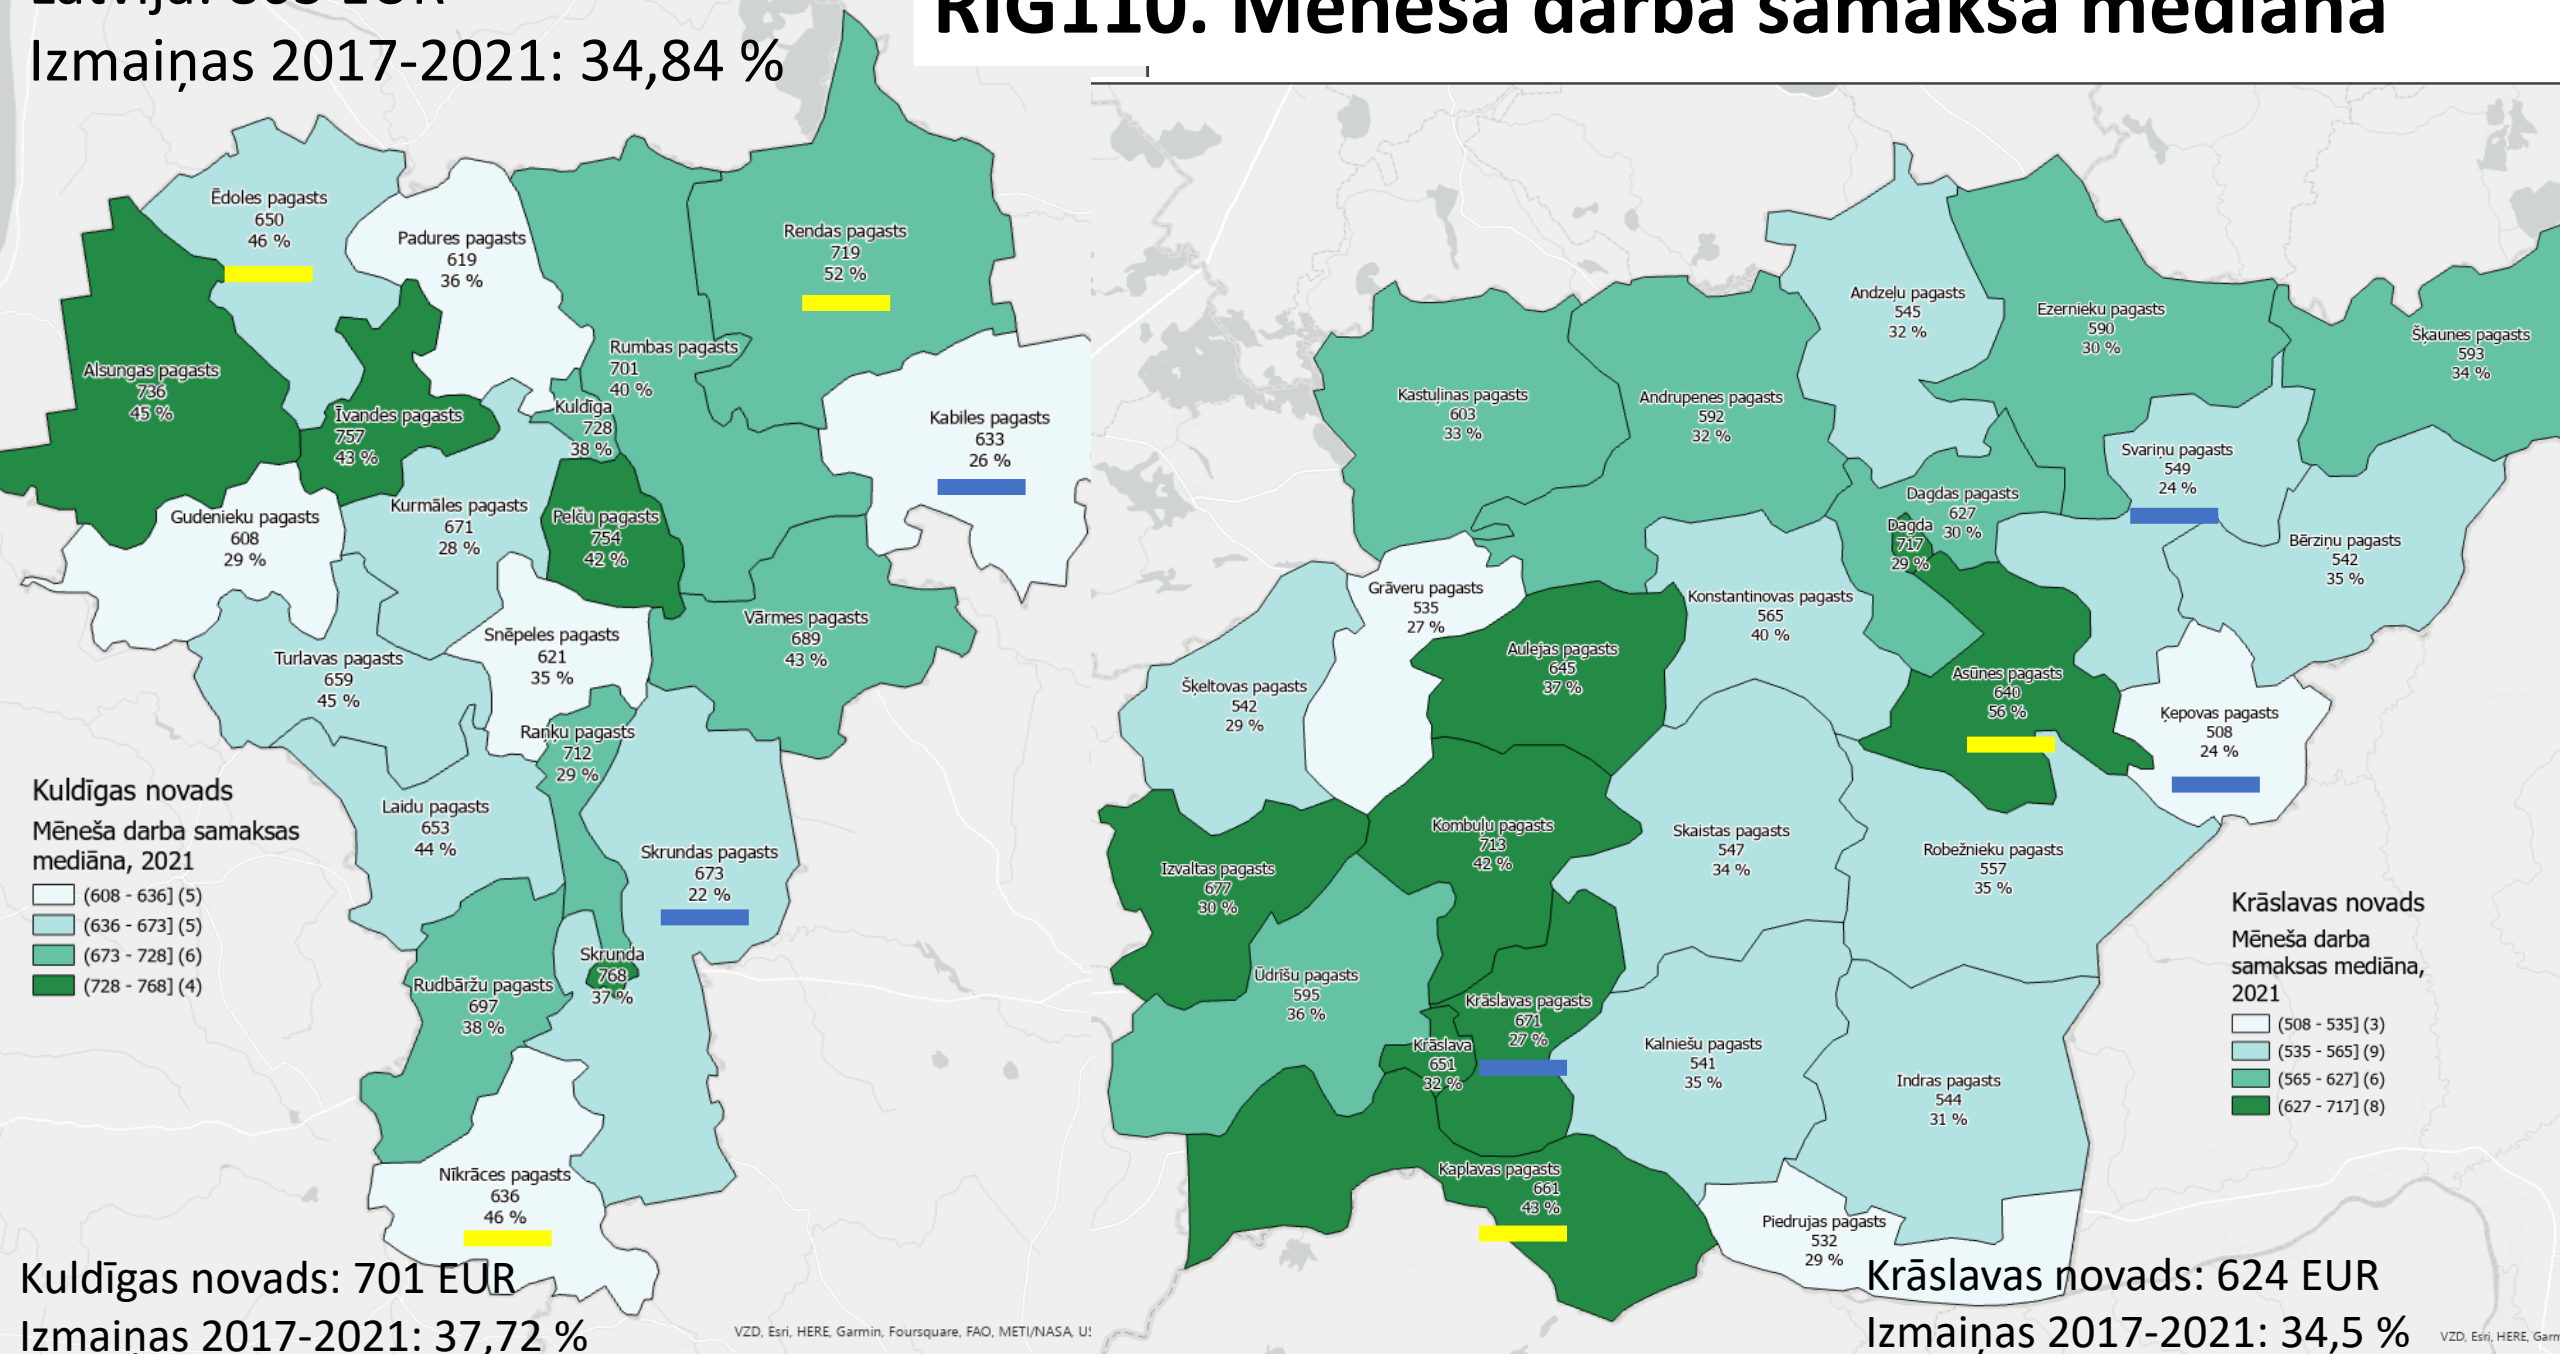 RIG110. Mēneša darba samaksa mediāna
Izmaiņas 2017-2021: 34,84 %
Ēdoles pagasts
650
46 %
Padures pagasts
619
36 %
Rendas pagasts
719
52 %
Rumbas pagasts
701
40 %
Alsungas pagasts
736
45 %
Īvandes pagasts
757
43 %
Kuldīga
728
38 %
Kabiles pagasts
633
26 %
Gudenieku pagasts
608
29 %
Kurmāles pagasts
671
28 %
Pelču pagasts
754
42 %
Snēpeles pagasts
621
35 %
Vārmes pagasts
689
43 %
Turlavas pagasts
659
45 %
Raņķu pagasts
712
29 %
Laidu pagasts
653
44 %
Skrundas pagasts
673
22 %
Skrunda
768
37 %
Rudbāržu pagasts
697
38 %
Nīkrāces pagasts
636
46 %
Kuldīgas novads
Mēneša darba samaksas
mediāna, 2021
(608 - 636] (5)
(636 - 673] (5)
(673 - 728] (6)
(728 - 768] (4)
Kuldīgas novads: 701 EUR
Izmaiņas 2017-2021: 37,72 %
VZD, Esri, HERE, Garmin, Foursquare, FAO, METI/NASA,
Andzeļu pagasts
545
32 %
Ezernieku pagasts
590
30 %
Šķaunes pagasts
593
34 %
Kastuļinas pagasts
603
33 %
Andrupenes pagasts
592
32 %
Svariņu pagasts
549
24 %
Dagdas pagasts
627
30 %
Dagda
717
29 %
Bērziņu pagasts
542
35 %
Grāveru pagasts
535
27 %
Konstantinovas pagasts
565
40 %
Aulejas pagasts
645
37 %
Šķeltovas pagasts
542
29 %
Asūnes pagasts
640
56 %
Ķepovas pagasts
508
24 %
Kombuļu pagasts
713
42 %
Skaistas pagasts
547
34 %
Robežnieku pagasts
557
35 %
Izvaltas pagasts
677
30 %
Ūdrīšu pagasts
595
36 %
Krāslavas pagasts
671
27 %
Krāslava
651
32 %
Kalniešu pagasts
541
35 %
Indras pagasts
544
31 %
Kaplavas pagasts
661
43 %
Piedrujas pagasts
532
29 %
Krāslavas novads
Mēneša darba
samaksas mediāna,
2021
(508 - 535] (3)
(535 - 565] (9)
(565 - 627] (6)
(627 - 717] (8)
Krāslavas novads: 624 EUR
Izmaiņas 2017-2021: 34,5 %
VZD, Esri, HERE,